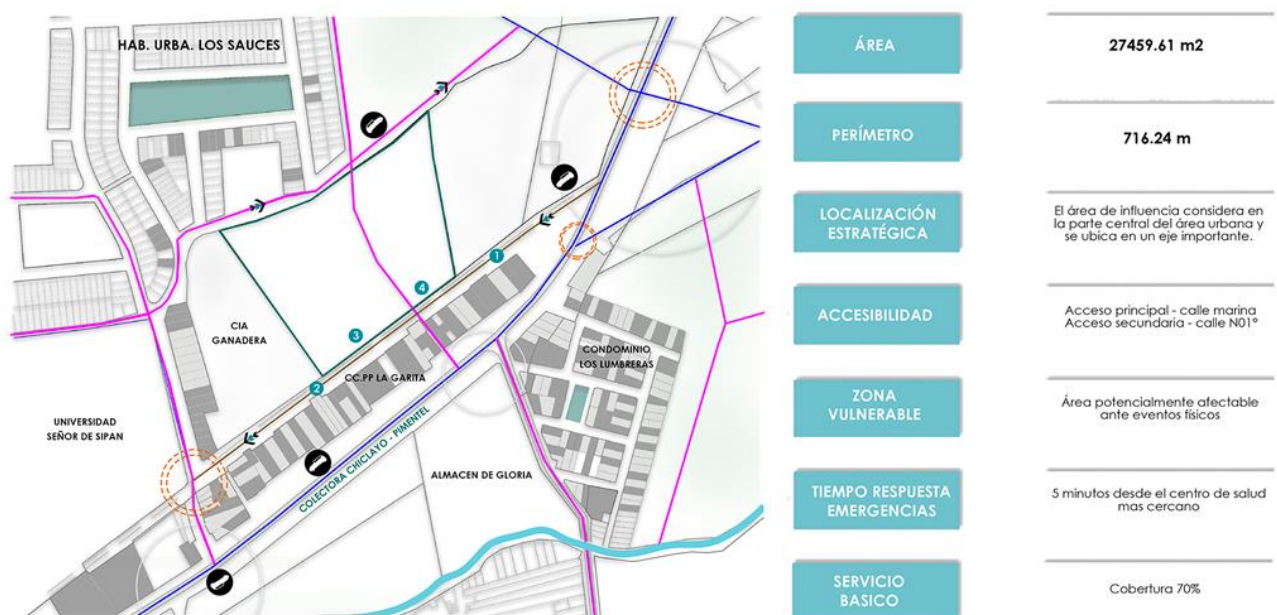 HAB. URBA. LOS SAUCES
CIA
GANADERA
UNIVERSIDAD
SEÑOR DE SIPAN
1
4
3
2
CC.PP LA GARITA
CONDOMINIO
LOS LUMBRERAS
COLECTORA CHICLAYO - PIMENTEL
ALMACEN DE GLORIA
ÁREA
27459.61 m2
PERÍMETRO
716.24 m
LOCALIZACIÓN
ESTRATÉGICA
El área de influencia considera en
la parte central del área urbana y
se ubica en un eje importante.
ACCESIBILIDAD
Acceso principal - calle marina
Acceso secundaria - calle N01°
ZONA
VULNERABLE
Área potencialmente afectable
ante eventos físicos
TIEMPO RESPUESTA
EMERGENCIAS
5 minutos desde el centro de salud
mas cercano
SERVICIO
BASICO
Cobertura 70%